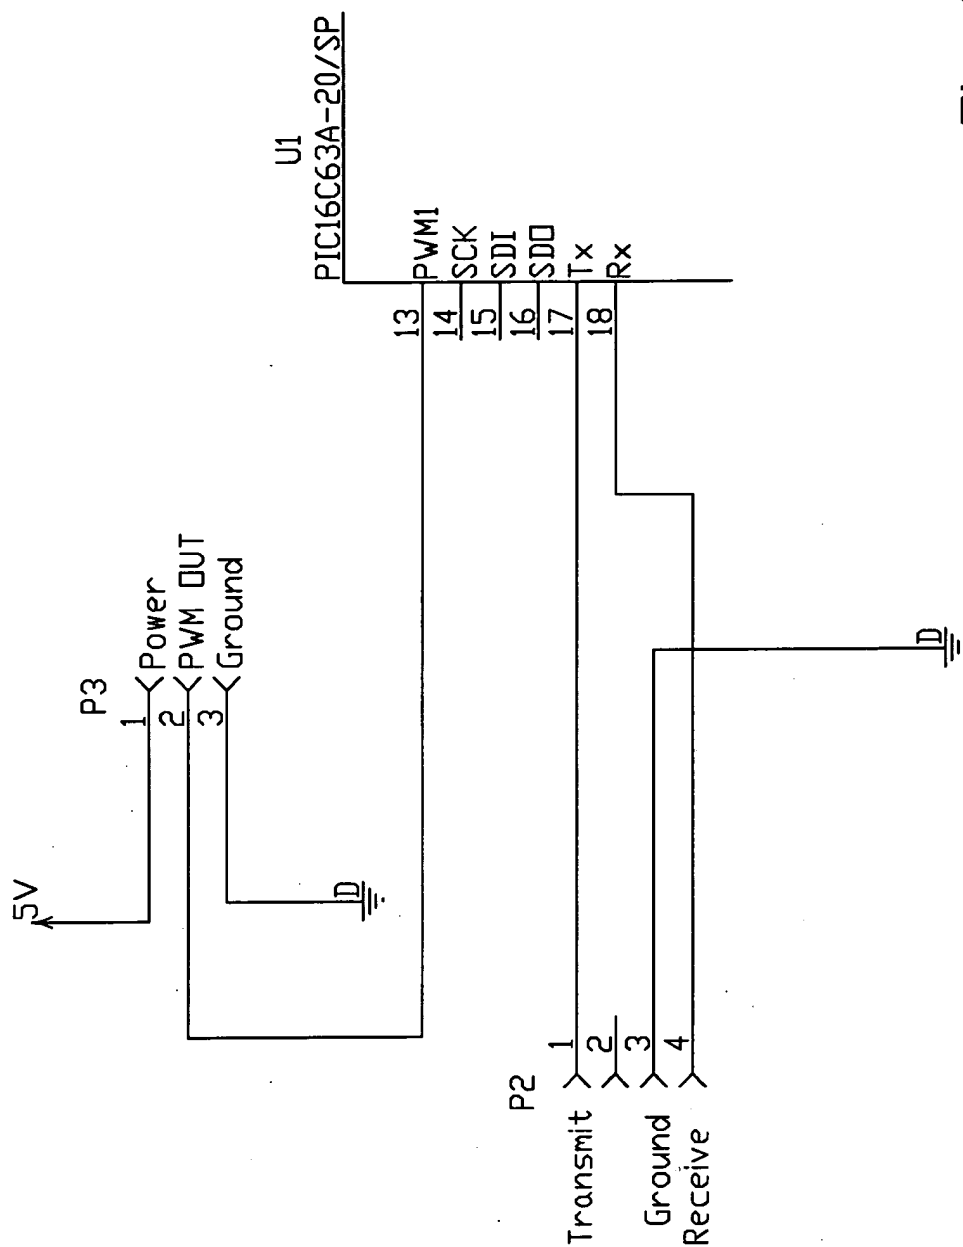 U1
PIC16C63A-20/SP
13 PWM1
14 SCK
15 SDI
16 SDO
17 Tx
18 Rx
5V
P3
1 Power
2 PWM OUT
3 Ground
D
P2
Transmit 1
2
Ground 3
Receive 4
D